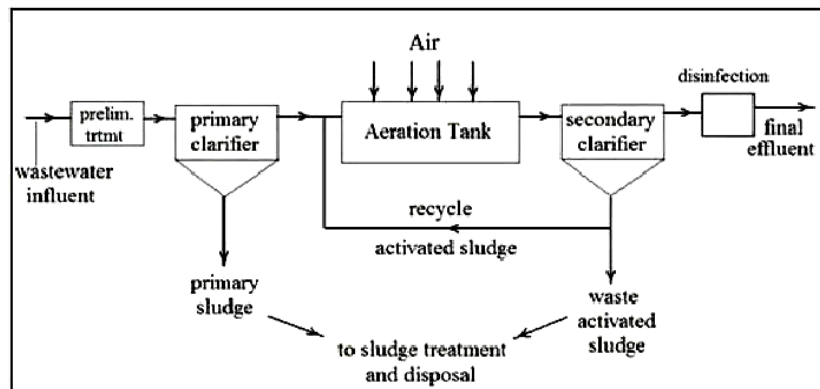 Air
disinfection
prelim.
trtmt
primary
clarifier
Aeration Tank
secondary
clarifier
final
effluent
wastewater
influent
recycle
activated sludge
primary
sludge
waste
activated
sludge
to sludge treatment
and disposal